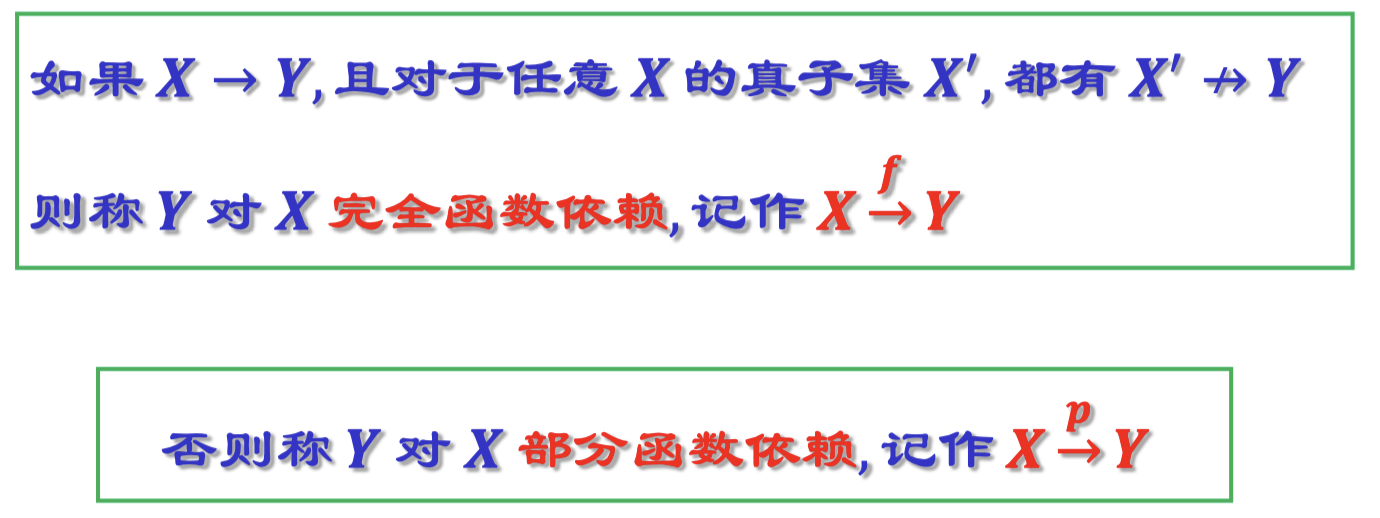 如果 X → Y, 且对于任意 X 的真子集 X′, 都有 X′ ↛ Y
则称 Y 对 X 完全函数依赖, 记作 X \xrightarrow{f} Y
否则称 Y 对 X 部分函数依赖, 记作 X \xrightarrow{p} Y